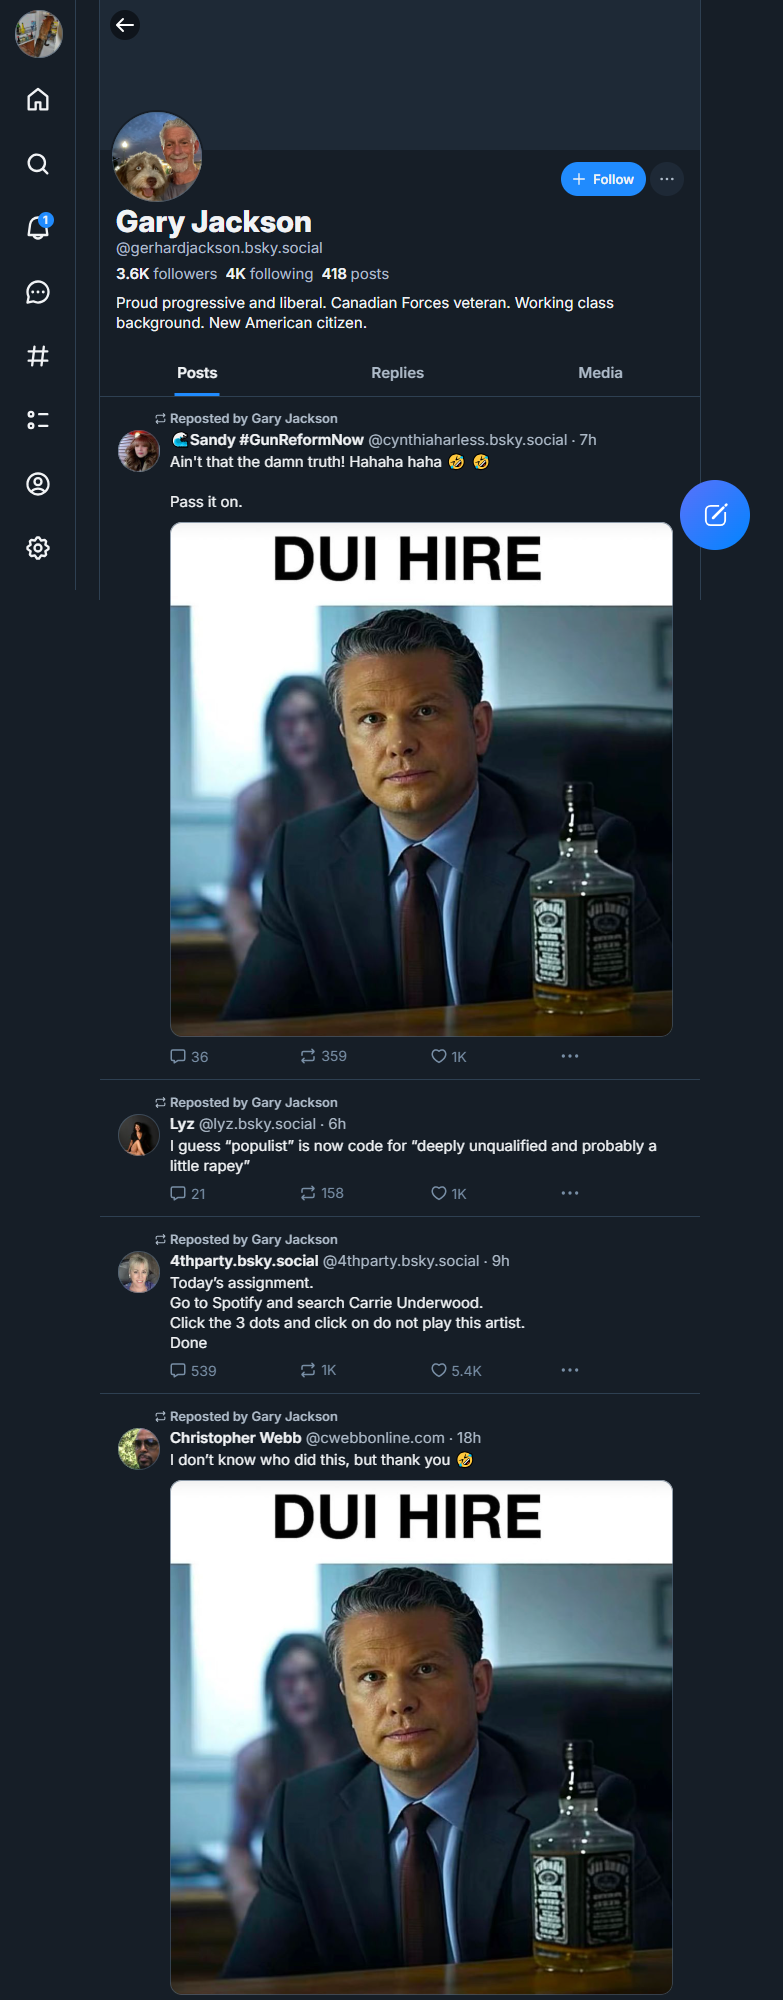 1
Follow
Gary Jackson
@gerhardjackson.bsky.social
3.6K followers 4K following 418 posts
Proud progressive and liberal. Canadian Forces veteran. Working class
background. New American citizen.
Posts Replies Media
Reposted by Gary Jackson
🌊Sandy #GunReformNow @cynthiaharless.bsky.social · 7h
Ain't that the damn truth! Hahaha haha 🤣 🤣
Pass it on.
DUI HIRE
36 359 1K
Reposted by Gary Jackson
Lyz @lyz.bsky.social · 6h
I guess “populist” is now code for “deeply unqualified and probably a
little rapey”
21 158 1K
Reposted by Gary Jackson
4thparty.bsky.social @4thparty.bsky.social · 9h
Today’s assignment.
Go to Spotify and search Carrie Underwood.
Click the 3 dots and click on do not play this artist.
Done
539 1K 5.4K
Reposted by Gary Jackson
Christopher Webb @cwebbonline.com · 18h
I don’t know who did this, but thank you 🤣
DUI HIRE